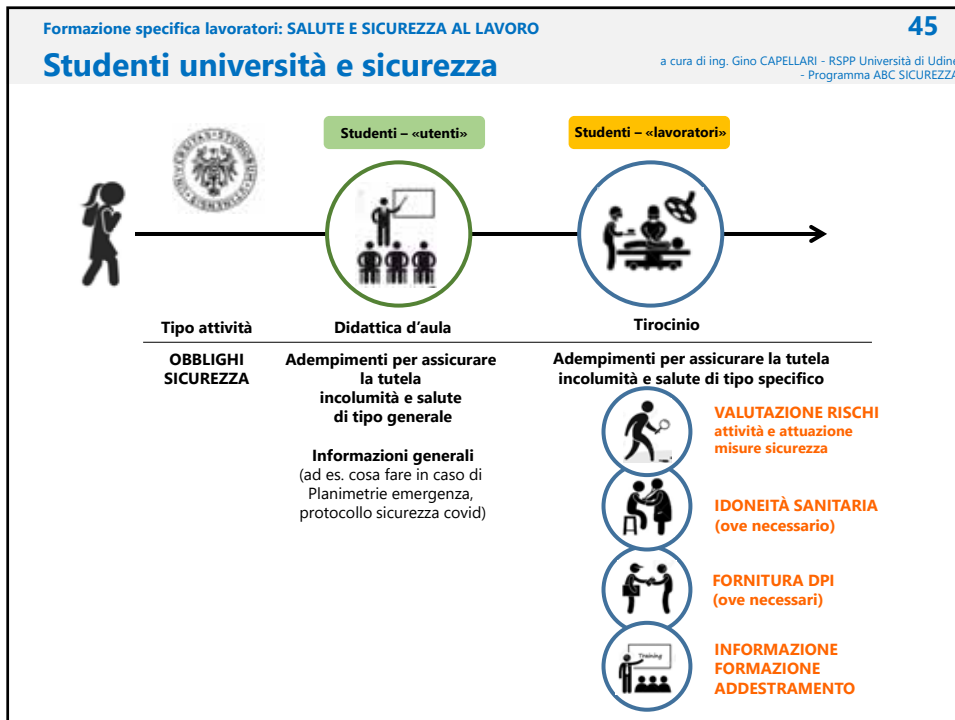 Formazione specifica lavoratori: SALUTE E SICUREZZA AL LAVORO
45
Studenti università e sicurezza
a cura di ing. Gino CAPELLARI - RSPP Università di Udine
- Programma ABC SICUREZZA
Studenti – «utenti»
Studenti – «lavoratori»
Tipo attività
Didattica d'aula
Tirocinio
OBBLIGHI
SICUREZZA
Adempimenti per assicurare
la tutela
incolumità e salute
di tipo generale
Informazioni generali
(ad es. cosa fare in caso di
Planimetrie emergenza,
protocollo sicurezza covid)
Adempimenti per assicurare la tutela
incolumità e salute di tipo specifico
VALUTAZIONE RISCHI
attività e attuazione
misure sicurezza
IDONEITÀ SANITARIA
(ove necessario)
FORNITURA DPI
(ove necessari)
Training
INFORMAZIONE
FORMAZIONE
ADDESTRAMENTO